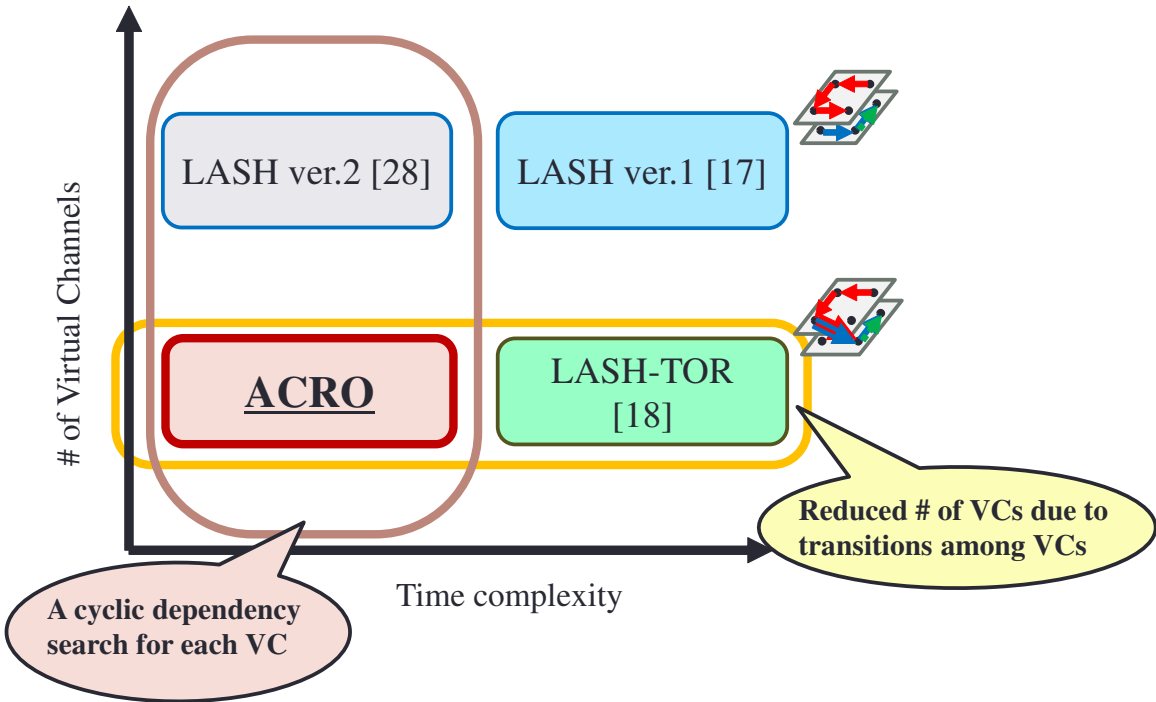 LASH ver.2 [28]
LASH ver.1 [17]
# of Virtual Channels
ACRO
LASH-TOR
[18]
Reduced # of VCs due to
transitions among VCs
Time complexity
A cyclic dependency
search for each VC